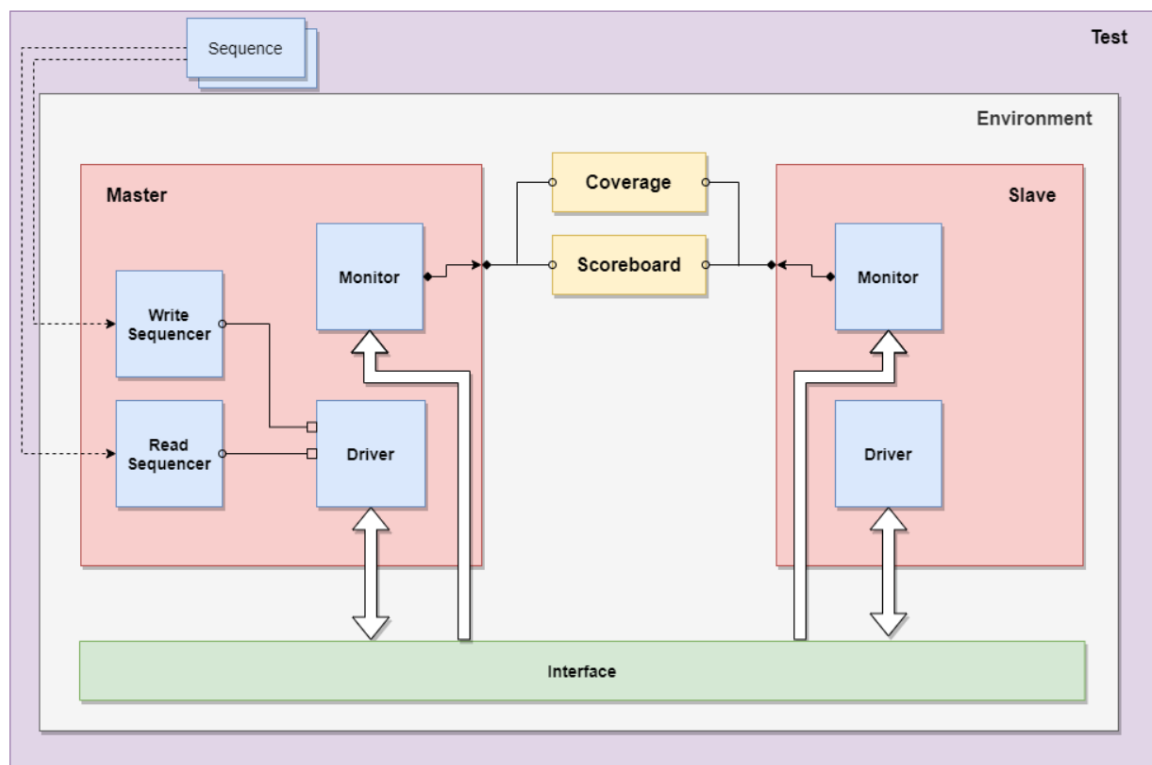 Sequence
Test
Environment
Master
Coverage
Slave
Monitor
Scoreboard
Monitor
Write
Sequencer
Read
Sequencer
Driver
Driver
Interface